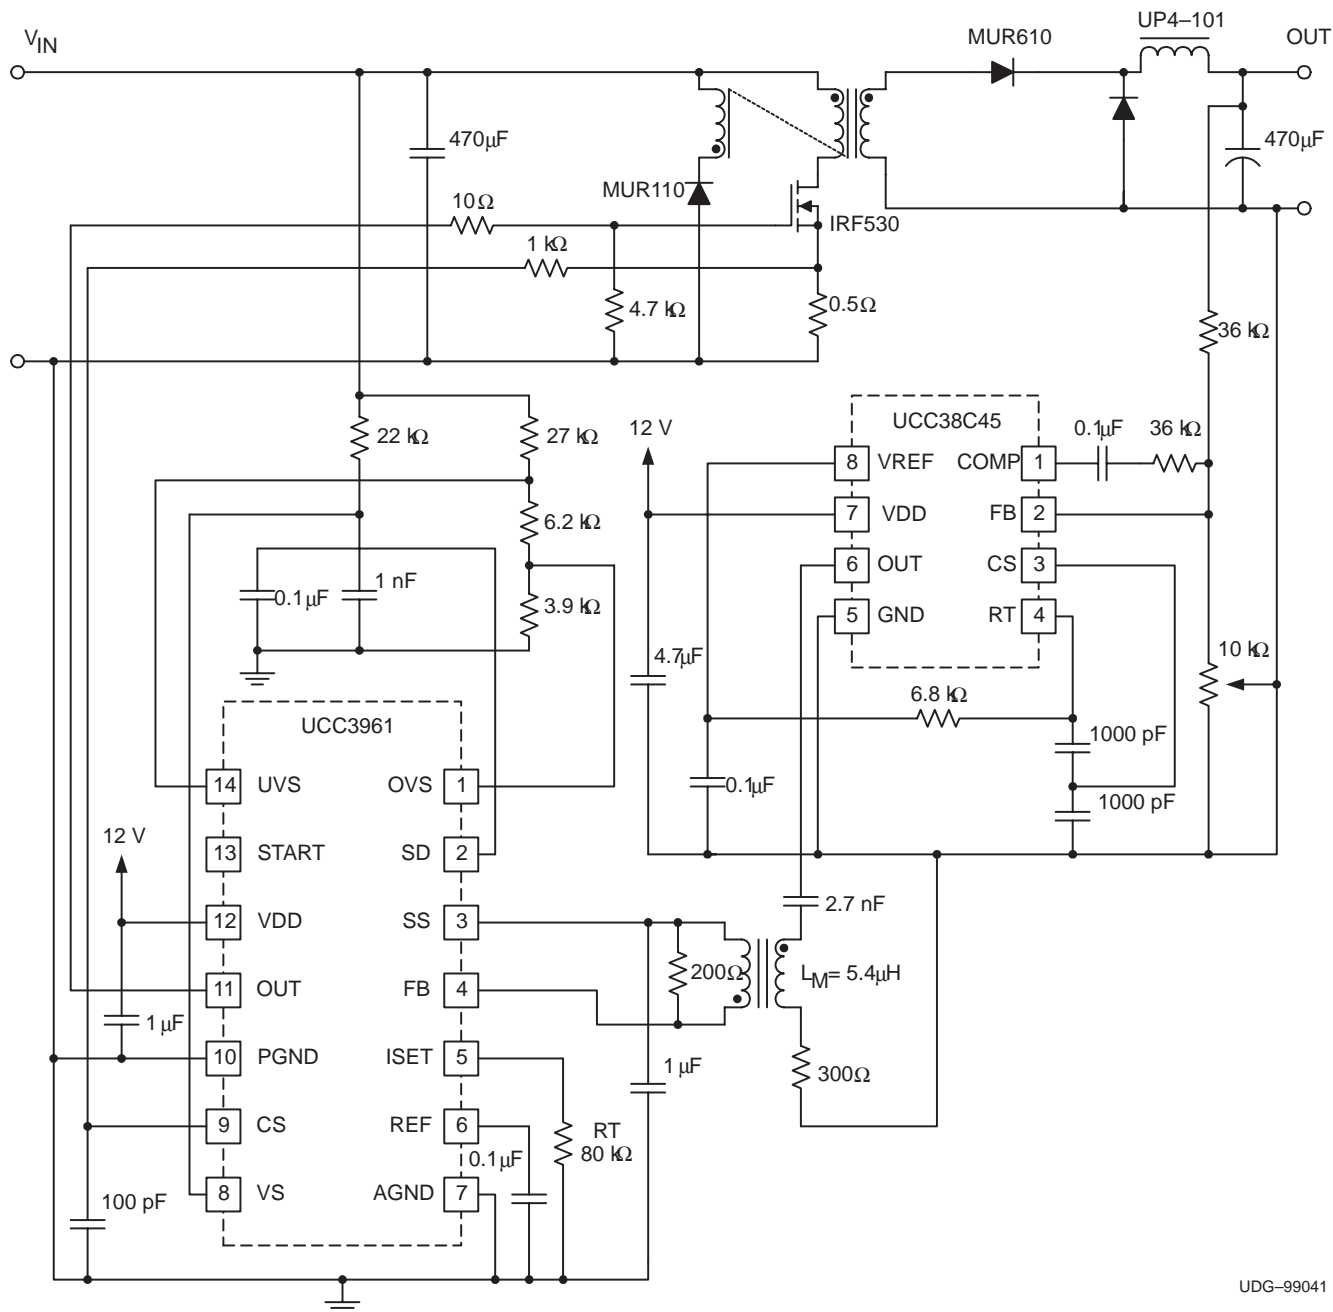 UP4–101
MUR610
OUT
VIN
470μF
470μF
MUR110
10Ω
IRF530
1 kΩ
4.7 kΩ
0.5Ω
36 kΩ
22 kΩ
27 kΩ
12 V
UCC38C45
0.1μF
36 kΩ
8 VREF COMP 1
7 VDD FB 2
6 OUT CS 3
5 GND RT 4
6.2 kΩ
1 nF
0.1μF
3.9 kΩ
4.7μF
10 kΩ
6.8 kΩ
1000 pF
0.1μF
1000 pF
UCC3961
14 UVS OVS 1
13 START SD 2
12 VDD SS 3
11 OUT FB 4
10 PGND ISET 5
9 CS REF 6
8 VS AGND 7
12 V
1 μF
2.7 nF
200Ω
LM= 5.4μH
300Ω
1 μF
RT
80 kΩ
0.1μF
100 pF
UDG–99041